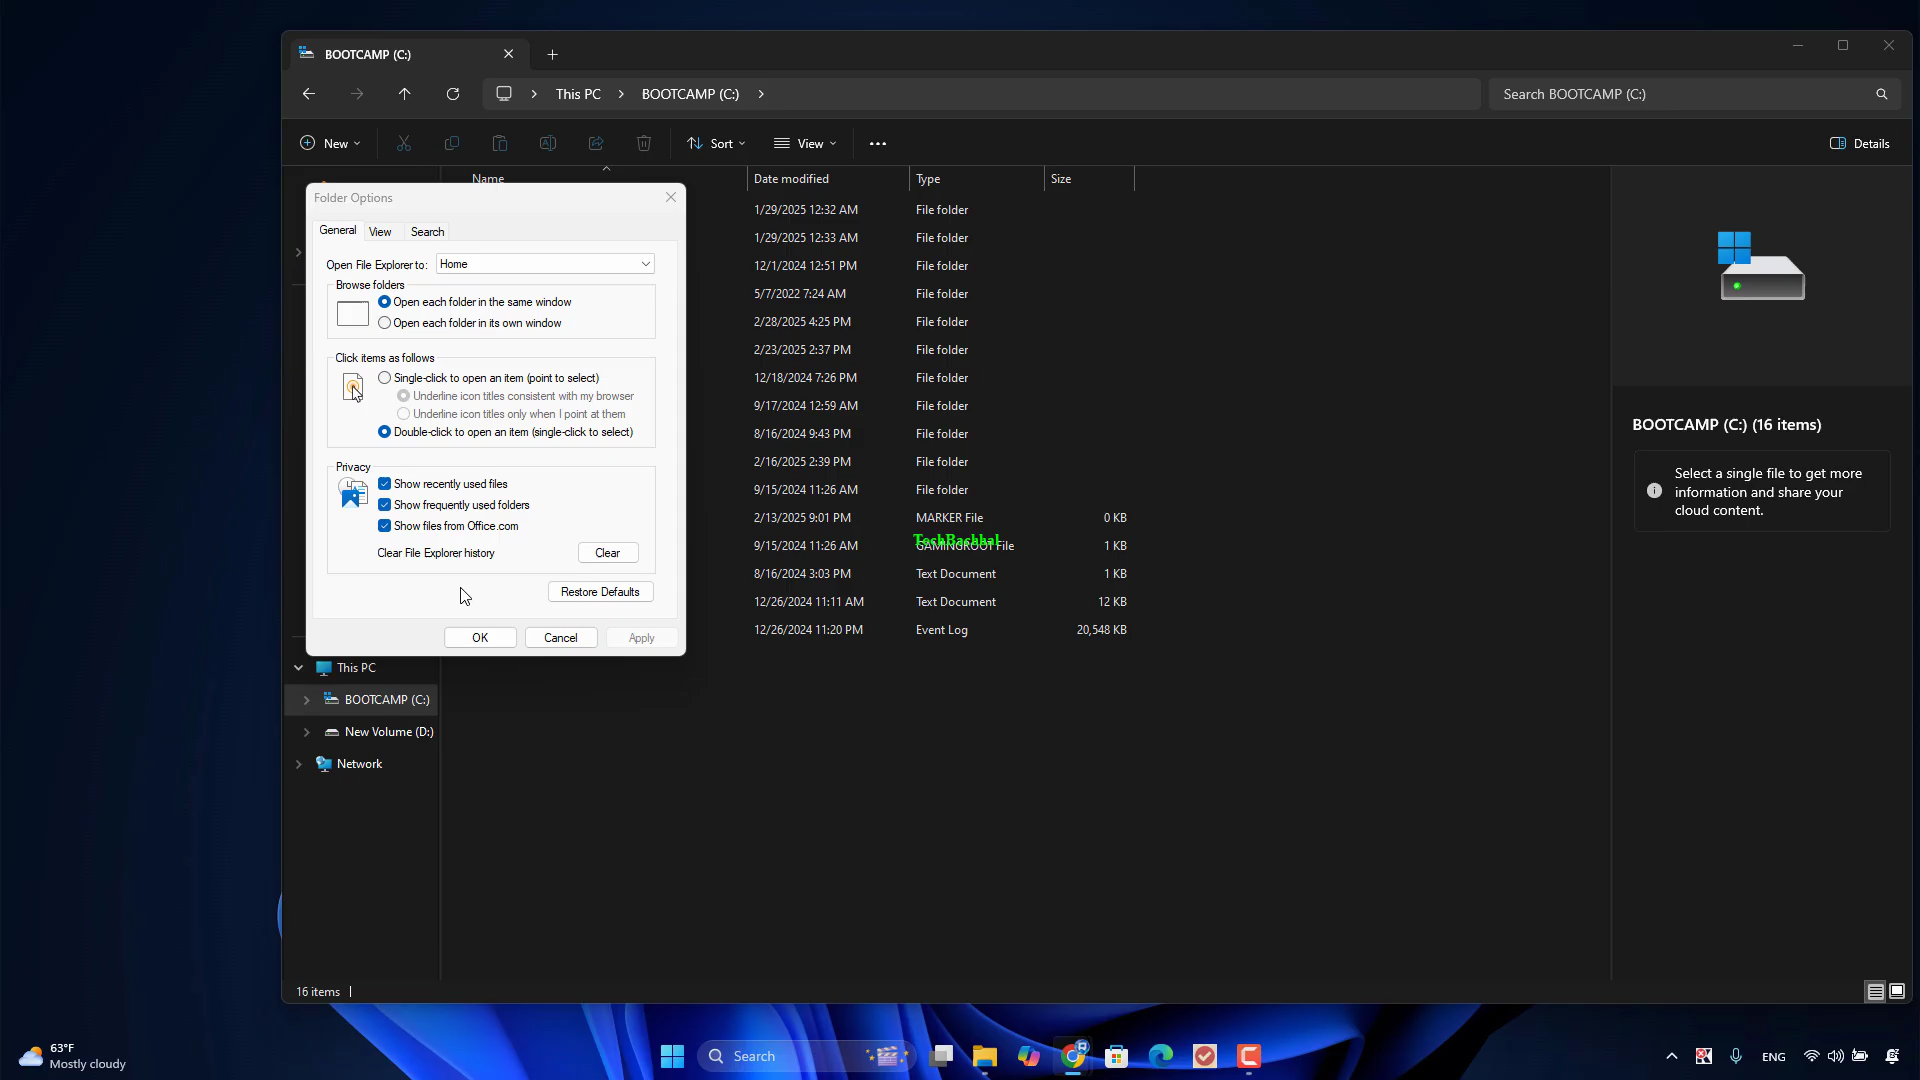 BOOTCAMP (C:)
This PC
BOOTCAMP (C:)
Search BOOTCAMP (C:)
New
Sort
View
Details
Name
Date modified
Type
Size
Folder Options
General
View
Search
Open File Explorer to:
Home
Browse folders
Open each folder in the same window
Open each folder in its own window
Click items as follows
Single-click to open an item (point to select)
Underline icon titles consistent with my browser
Underline icon titles only when I point at them
Double-click to open an item (single-click to select)
Privacy
Show recently used files
Show frequently used folders
Show files from Office.com
Clear File Explorer history
Clear
Restore Defaults
OK
Cancel
Apply
1/29/2025 12:32 AM File folder
1/29/2025 12:33 AM File folder
12/1/2024 12:51 PM File folder
5/7/2022 7:24 AM File folder
2/28/2025 4:25 PM File folder
2/23/2025 2:37 PM File folder
12/18/2024 7:26 PM File folder
9/17/2024 12:59 AM File folder
8/16/2024 9:43 PM File folder
2/16/2025 2:39 PM File folder
9/15/2024 11:26 AM File folder
2/13/2025 9:01 PM MARKER File 0 KB
TechBachhal
9/15/2024 11:26 AM GAMINGROOT File 1 KB
8/16/2024 3:03 PM Text Document 1 KB
12/26/2024 11:11 AM Text Document 12 KB
12/26/2024 11:20 PM Event Log 20,548 KB
This PC
BOOTCAMP (C:)
New Volume (D:)
Network
BOOTCAMP (C:) (16 items)
Select a single file to get more
information and share your
cloud content.
16 items
63°F
Mostly cloudy
Search
ENG